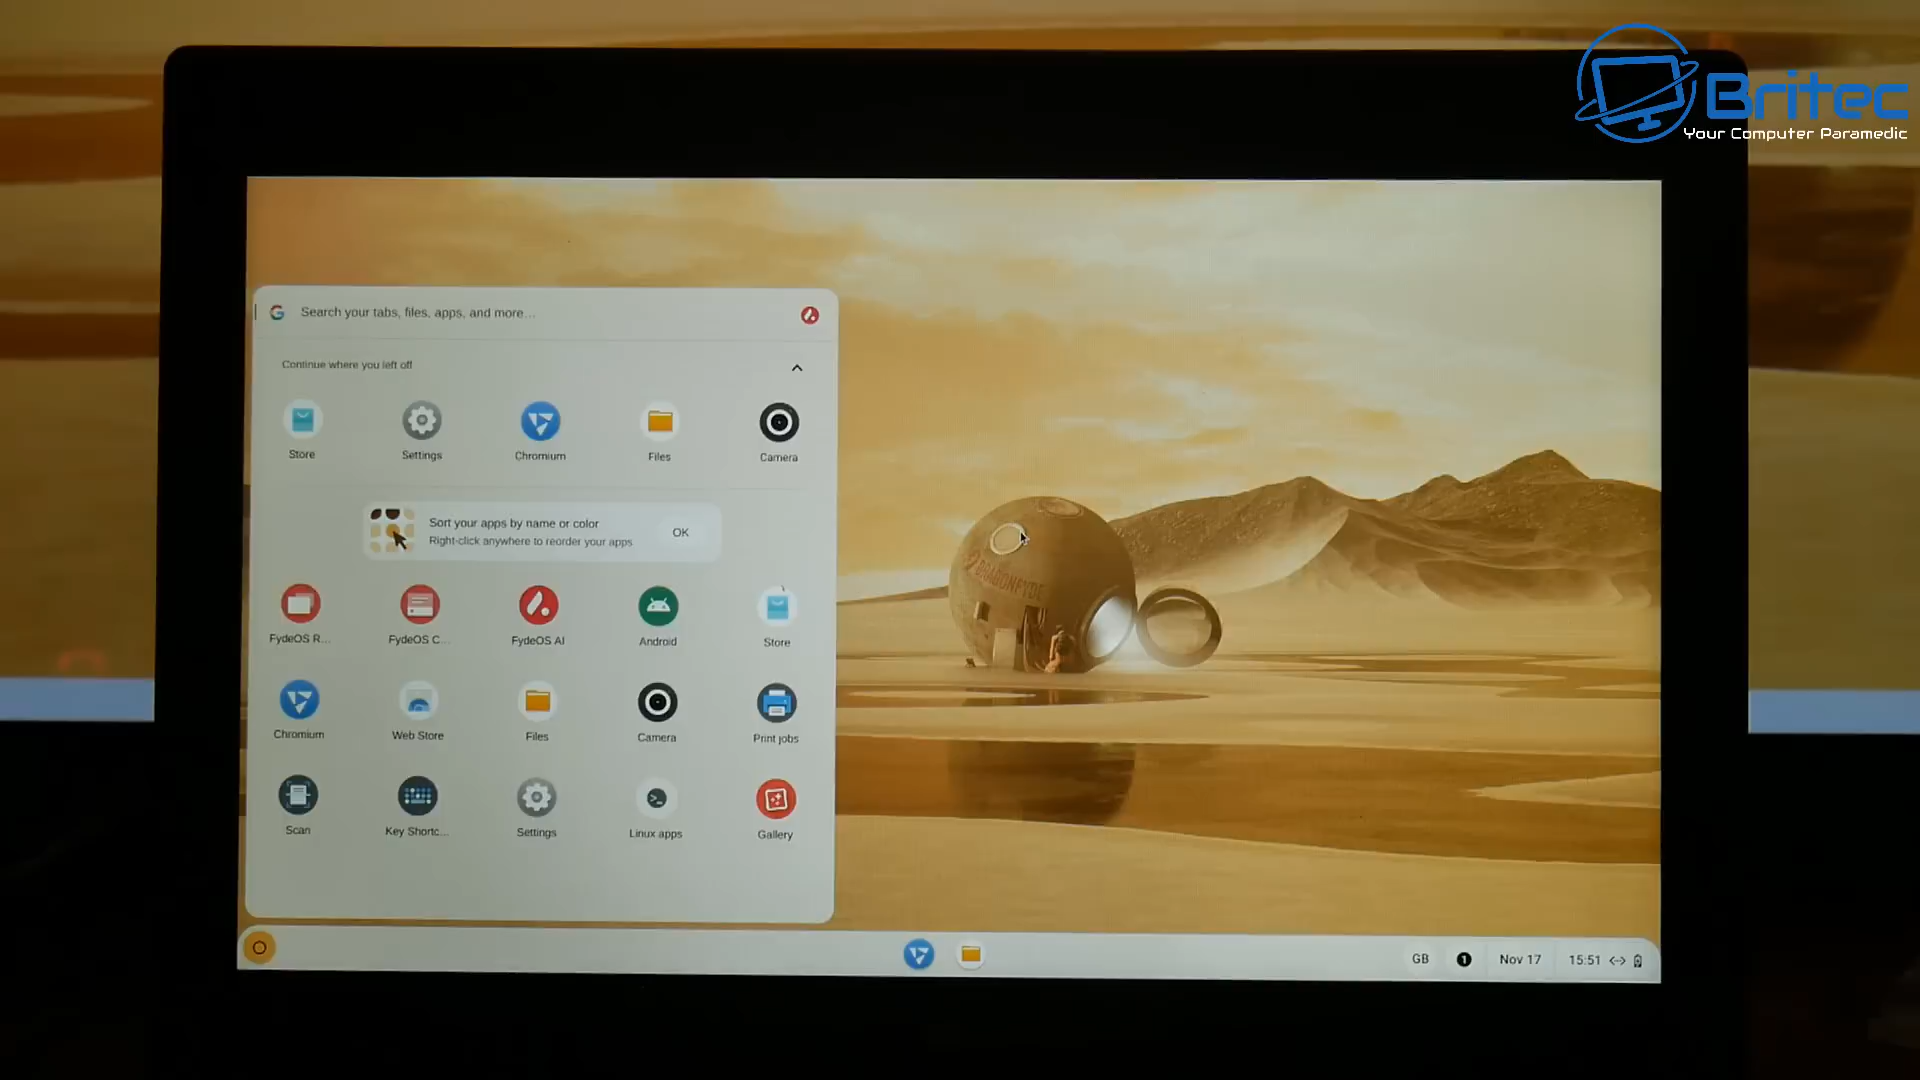 Britec
Your Computer Paramedic
Search your tabs, files, apps, and more...
Continue where you left off
Store
Settings
Chromium
Files
Camera
Sort your apps by name or color
Right-click anywhere to reorder your apps
OK
DRAGONFYDE
FydeOS R...
FydeOS C...
FydeOS AI
Android
Store
Chromium
Web Store
Files
Camera
Print jobs
Scan
Key Shortc...
Settings
Linux apps
Gallery
GB
1
Nov 17
15:51